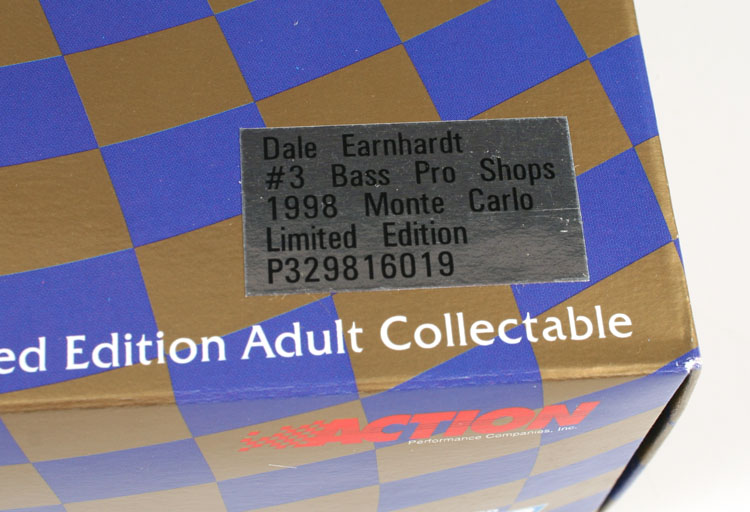 Dale Earnhardt
#3 Bass Pro Shops
1998 Monte Carlo
Limited Edition
P329816019
ed Edition Adult Collectable
ACTION
Performance Companies, Inc.